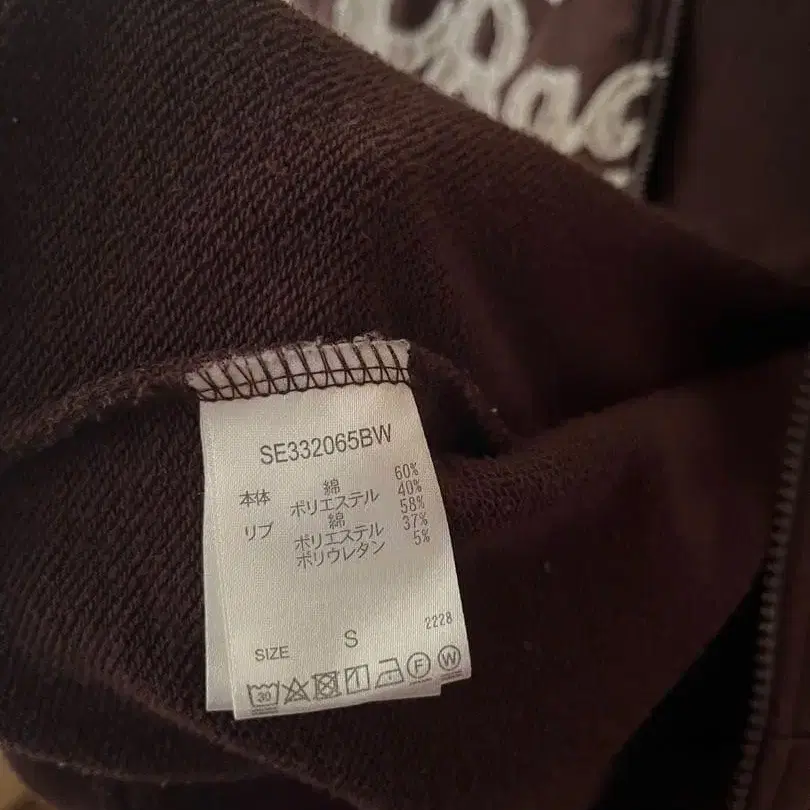 SE332065BW
本体 綿 60%
ポリエステル 40%
リブ 綿 58%
ポリエステル 37%
ポリウレタン 5%
2228
SIZE S
30 F W